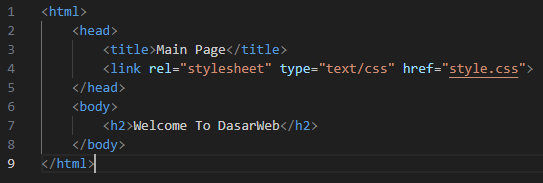 1 <html>
2 <head>
3 <title>Main Page</title>
4 <link rel="stylesheet" type="text/css" href="style.css">
5 </head>
6 <body>
7 <h2>Welcome To DasarWeb</h2>
8 </body>
9 </html>